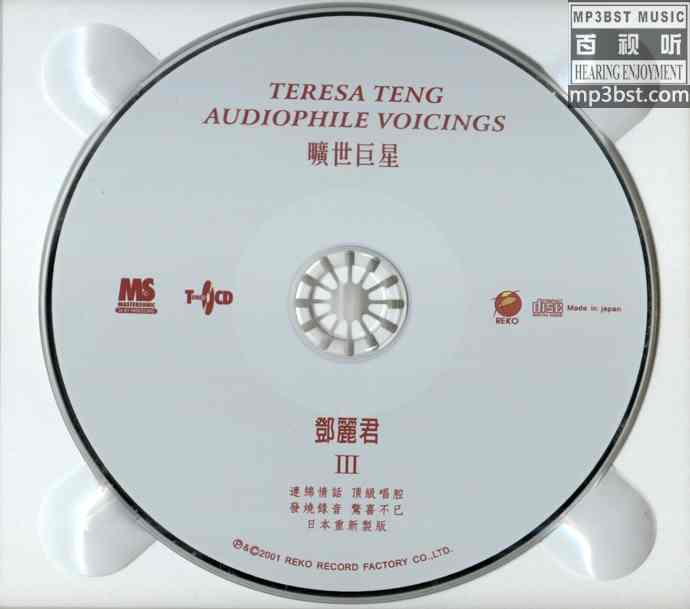 MP3BST MUSIC
百视听
HEARING ENJOYMENT
mp3bst.com
TERESA TENG
AUDIOPHILE VOICINGS
曠世巨星
MS
MASTERSONIC
T CD
REKO
disc
Made in japan
鄧麗君
III
連綿情話 頂級唱腔
發燒錄音 驚喜不已
日本重新製版
℗&©2001 REKO RECORD FACTORY CO.,LTD.